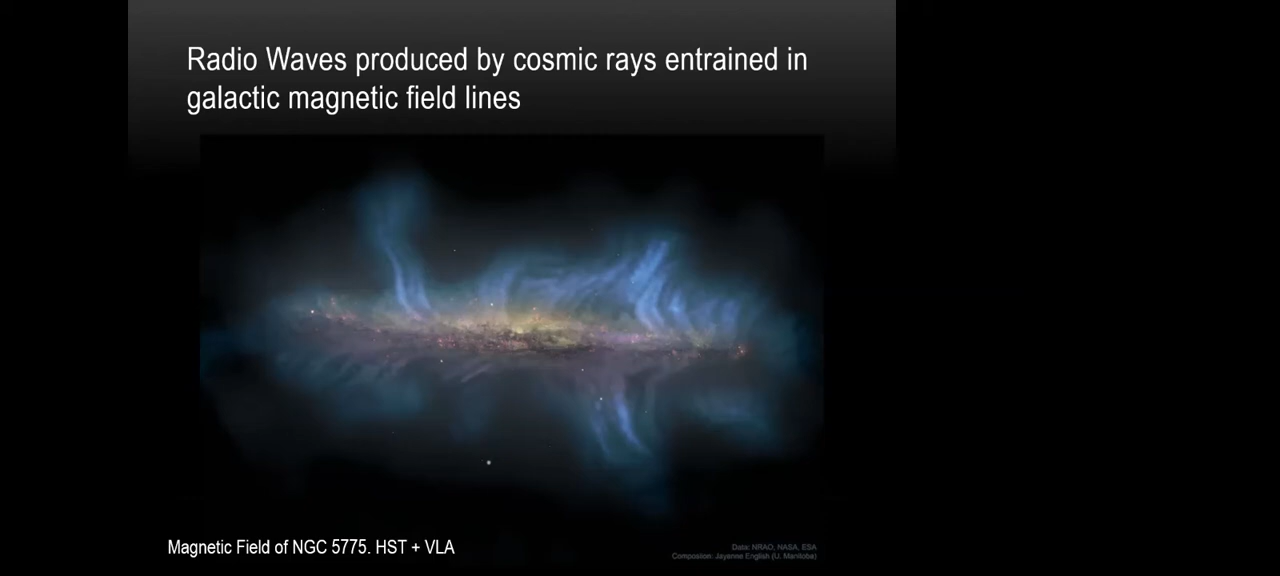 Radio Waves produced by cosmic rays entrained in
galactic magnetic field lines
Magnetic Field of NGC 5775. HST + VLA
Data: NRAO, NASA, ESA
Composition: Jayanne English (U. Manitoba)